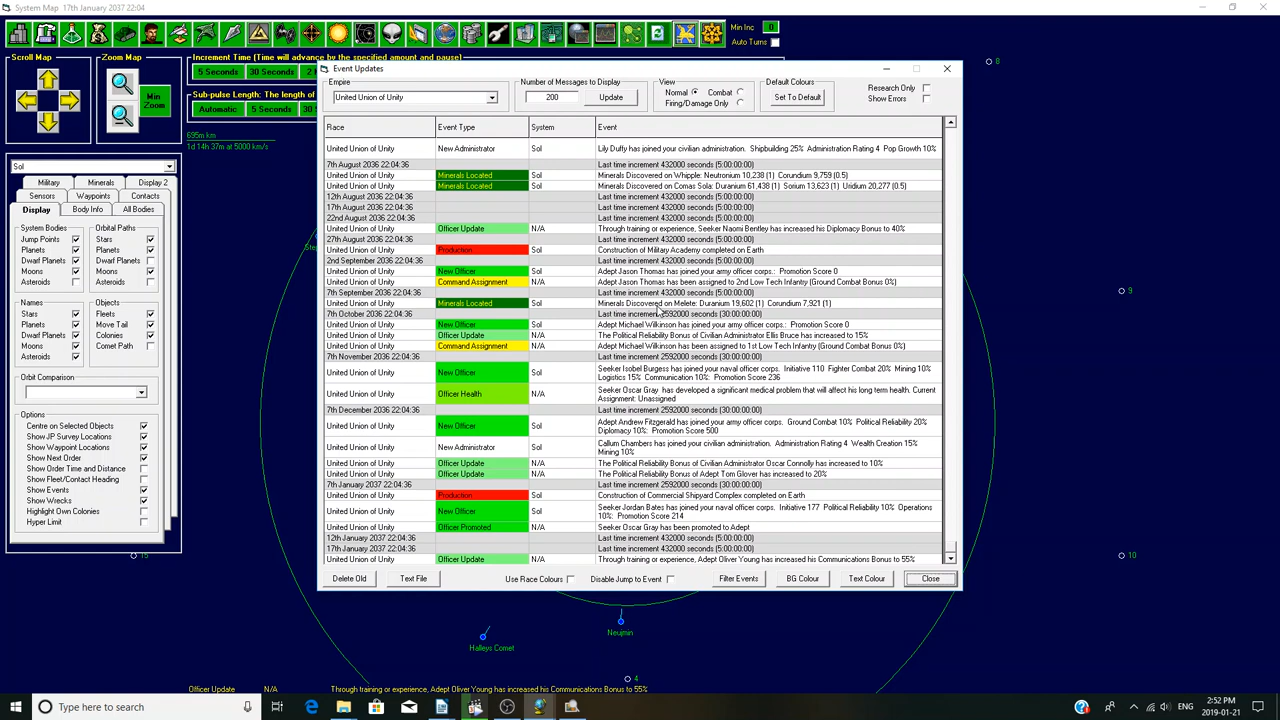 System Map   17th January 2037 22:04
Scroll Map
Zoom Map
Min Zoom
Increment Time (Time will advance by the specified amount and pause)
5 Seconds
30 Seconds
Sub-pulse Length: The length of
Automatic
5 Seconds
Min Inc
0
Auto Turns
695m km
1d 14h 37m at 5000 km/s
Sol
Military
Minerals
Display 2
Sensors
Waypoints
Contacts
Display
Body Info
All Bodies
System Bodies
Jump Points
Planets
Dwarf Planets
Moons
Asteroids
Orbital Paths
Stars
Planets
Dwarf Planets
Moons
Asteroids
Names
Stars
Planets
Dwarf Planets
Moons
Asteroids
Objects
Fleets
Move Tail
Colonies
Comet Path
Orbit Comparison
Options
Centre on Selected Objects
Show JP Survey Locations
Show Waypoint Locations
Show Next Order
Show Order Time and Distance
Show Fleet/Contact Heading
Show Events
Show Wrecks
Highlight Own Colonies
Hyper Limit
Event Updates
Empire
United Union of Unity
Number of Messages to Display
200
Update
View
Normal
Combat
Firing/Damage Only
Default Colours
Set To Default
Research Only
Show Errors
Race Event Type System Event
United Union of Unity New Administrator Sol Lily Duffy has joined your civilian administration. Shipbuilding 25% Administration Rating 4 Pop Growth 10%
7th August 2036 22:04:36 Last time increment 432000 seconds (5:00:00:00)
United Union of Unity Minerals Located Sol Minerals Discovered on Whipple: Neutronium 10,238 (1) Corundium 9,759 (0.5)
United Union of Unity Minerals Located Sol Minerals Discovered on Comas Sola: Duranium 61,438 (1) Sorium 13,623 (1) Uridium 20,277 (0.5)
12th August 2036 22:04:36 Last time increment 432000 seconds (5:00:00:00)
17th August 2036 22:04:36 Last time increment 432000 seconds (5:00:00:00)
22nd August 2036 22:04:36 Last time increment 432000 seconds (5:00:00:00)
United Union of Unity Officer Update N/A Through training or experience, Seeker Naomi Bentley has increased his Diplomacy Bonus to 40%
27th August 2036 22:04:36 Last time increment 432000 seconds (5:00:00:00)
United Union of Unity Production Sol Construction of Military Academy completed on Earth
2nd September 2036 22:04:36 Last time increment 432000 seconds (5:00:00:00)
United Union of Unity New Officer Sol Adept Jason Thomas has joined your army officer corps.: Promotion Score 0
United Union of Unity Command Assignment N/A Adept Jason Thomas has been assigned to 2nd Low Tech Infantry (Ground Combat Bonus 0%)
7th September 2036 22:04:36 Last time increment 432000 seconds (5:00:00:00)
United Union of Unity Minerals Located Sol Minerals Discovered on Melete: Duranium 19,602 (1) Corundium 7,921 (1)
7th October 2036 22:04:36 Last time increment 2592000 seconds (30:00:00:00)
United Union of Unity New Officer Sol Adept Michael Wilkinson has joined your army officer corps.: Promotion Score 0
United Union of Unity Officer Update N/A The Political Reliability Bonus of Civilian Administrator Ellis Bruce has increased to 15%
United Union of Unity Command Assignment N/A Adept Michael Wilkinson has been assigned to 1st Low Tech Infantry (Ground Combat Bonus 0%)
7th November 2036 22:04:36 Last time increment 2592000 seconds (30:00:00:00)
United Union of Unity New Officer Sol Seeker Isobel Burgess has joined your naval officer corps. Initiative 110 Fighter Combat 20% Mining 10%
Logistics 15% Communication 10%: Promotion Score 236
United Union of Unity Officer Health N/A Seeker Oscar Gray has developed a significant medical problem that will affect his long term health. Current
Assignment: Unassigned
7th December 2036 22:04:36 Last time increment 2592000 seconds (30:00:00:00)
United Union of Unity New Officer Sol Adept Andrew Fitzgerald has joined your army officer corps. Ground Combat 10% Political Reliability 20%
Diplomacy 10%: Promotion Score 500
United Union of Unity New Administrator Sol Callum Chambers has joined your civilian administration. Administration Rating 4 Wealth Creation 15%
Mining 10%
United Union of Unity Officer Update N/A The Political Reliability Bonus of Civilian Administrator Oscar Connolly has increased to 10%
United Union of Unity Officer Update N/A The Political Reliability Bonus of Adept Tom Glover has increased to 20%
7th January 2037 22:04:36 Last time increment 2592000 seconds (30:00:00:00)
United Union of Unity Production Sol Construction of Commercial Shipyard Complex completed on Earth
United Union of Unity New Officer Sol Seeker Jordan Bates has joined your naval officer corps. Initiative 177 Political Reliability 10% Operations
10%: Promotion Score 214
United Union of Unity Officer Promoted N/A Seeker Oscar Gray has been promoted to Adept
12th January 2037 22:04:36 Last time increment 432000 seconds (5:00:00:00)
17th January 2037 22:04:36 Last time increment 432000 seconds (5:00:00:00)
United Union of Unity Officer Update N/A Through training or experience, Adept Oliver Young has increased his Communications Bonus to 55%
Delete Old
Text File
Use Race Colours
Disable Jump to Event
Filter Events
BG Colour
Text Colour
Close
8
9
10
15
Neujmin
Halleys Comet
4
Officer Update N/A Through training or experience, Adept Oliver Young has increased his Communications Bonus to 55%
Type here to search
ENG
2:52 PM
2019-01-21